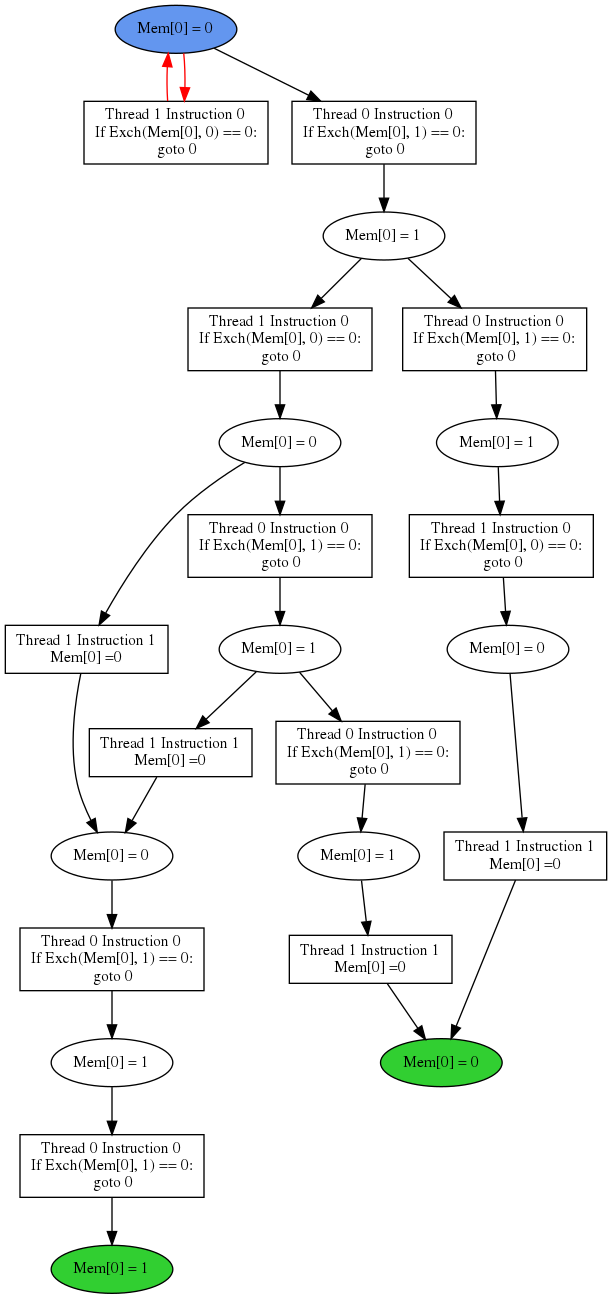 Mem[0] = 0
Thread 1 Instruction 0
If Exch(Mem[0], 0) == 0:
goto 0
Thread 0 Instruction 0
If Exch(Mem[0], 1) == 0:
goto 0
Mem[0] = 1
Thread 1 Instruction 0
If Exch(Mem[0], 0) == 0:
goto 0
Thread 0 Instruction 0
If Exch(Mem[0], 1) == 0:
goto 0
Mem[0] = 0
Mem[0] = 1
Thread 0 Instruction 0
If Exch(Mem[0], 1) == 0:
goto 0
Thread 1 Instruction 0
If Exch(Mem[0], 0) == 0:
goto 0
Thread 1 Instruction 1
Mem[0] =0
Mem[0] = 1
Mem[0] = 0
Thread 1 Instruction 1
Mem[0] =0
Thread 0 Instruction 0
If Exch(Mem[0], 1) == 0:
goto 0
Mem[0] = 0
Mem[0] = 1
Thread 1 Instruction 1
Mem[0] =0
Thread 0 Instruction 0
If Exch(Mem[0], 1) == 0:
goto 0
Thread 1 Instruction 1
Mem[0] =0
Mem[0] = 1
Mem[0] = 0
Thread 0 Instruction 0
If Exch(Mem[0], 1) == 0:
goto 0
Mem[0] = 1